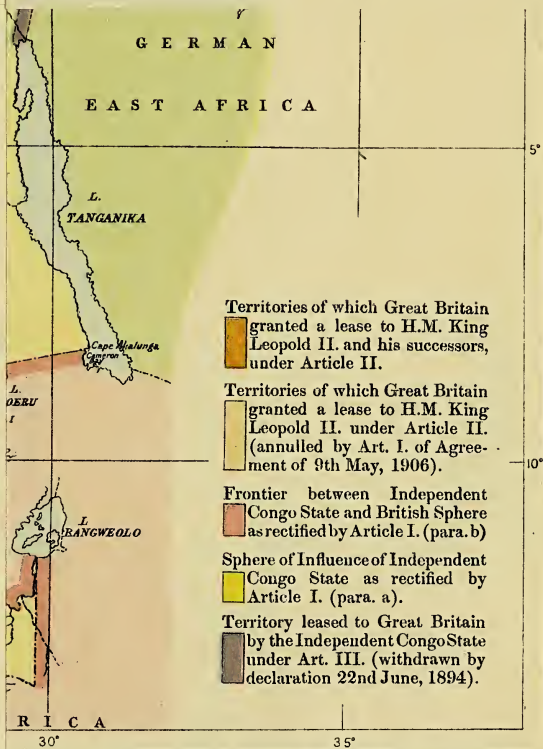 GERMAN
EAST AFRICA
5°
L.
TANGANIKA
Territories of which Great Britain
granted a lease to H.M. King
Leopold II. and his successors,
under Article II.
Cape Akalunga
Cameron
Bay
Territories of which Great Britain
granted a lease to H.M. King
Leopold II. under Article II.
(annulled by Art. I. of Agree-
ment of 9th May, 1906).
L.
OERU
I
10°
Frontier between Independent
Congo State and British Sphere
as rectified by Article I. (para. b)
L
BANGWEOLO
Sphere of Influence of Independent
Congo State as rectified by
Article I. (para. a).
Territory leased to Great Britain
by the Independent Congo State
under Art. III. (withdrawn by
declaration 22nd June, 1894).
RICA
30°
35°